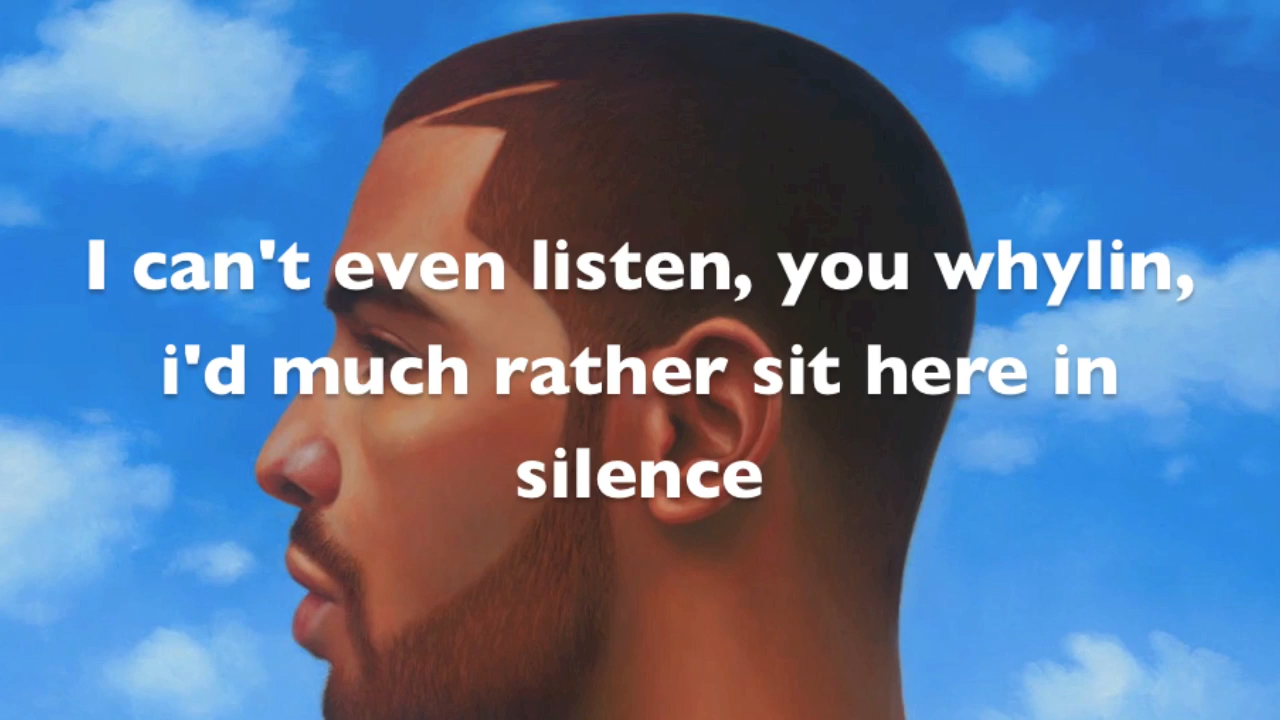 I can't even listen, you whylin,
i'd much rather sit here in
silence